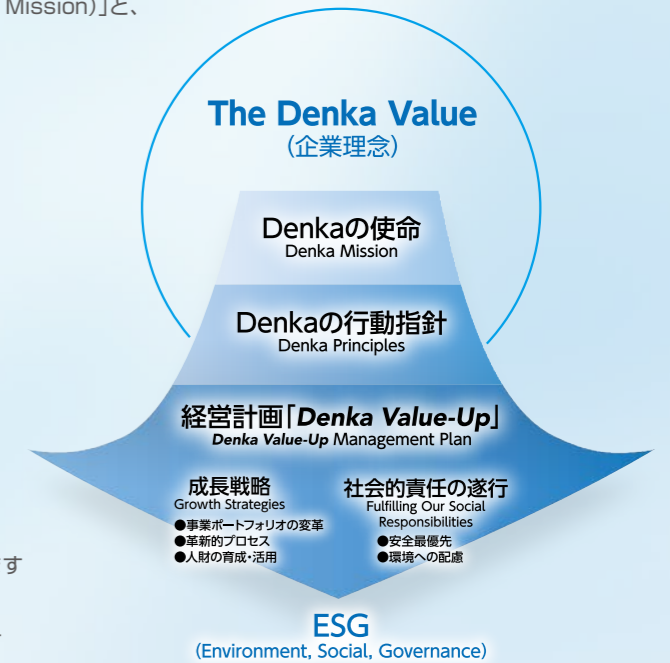 Mission)」と、
The Denka Value
(企業理念)
Denkaの使命
Denka Mission
Denkaの行動指針
Denka Principles
経営計画「Denka Value-Up」
Denka Value-Up Management Plan
成長戦略
Growth Strategies
●事業ポートフォリオの変革
●革新的プロセス
●人財の育成・活用
社会的責任の遂行
Fulfilling Our Social
Responsibilities
●安全最優先
●環境への配慮
す
ESG
(Environment, Social, Governance)